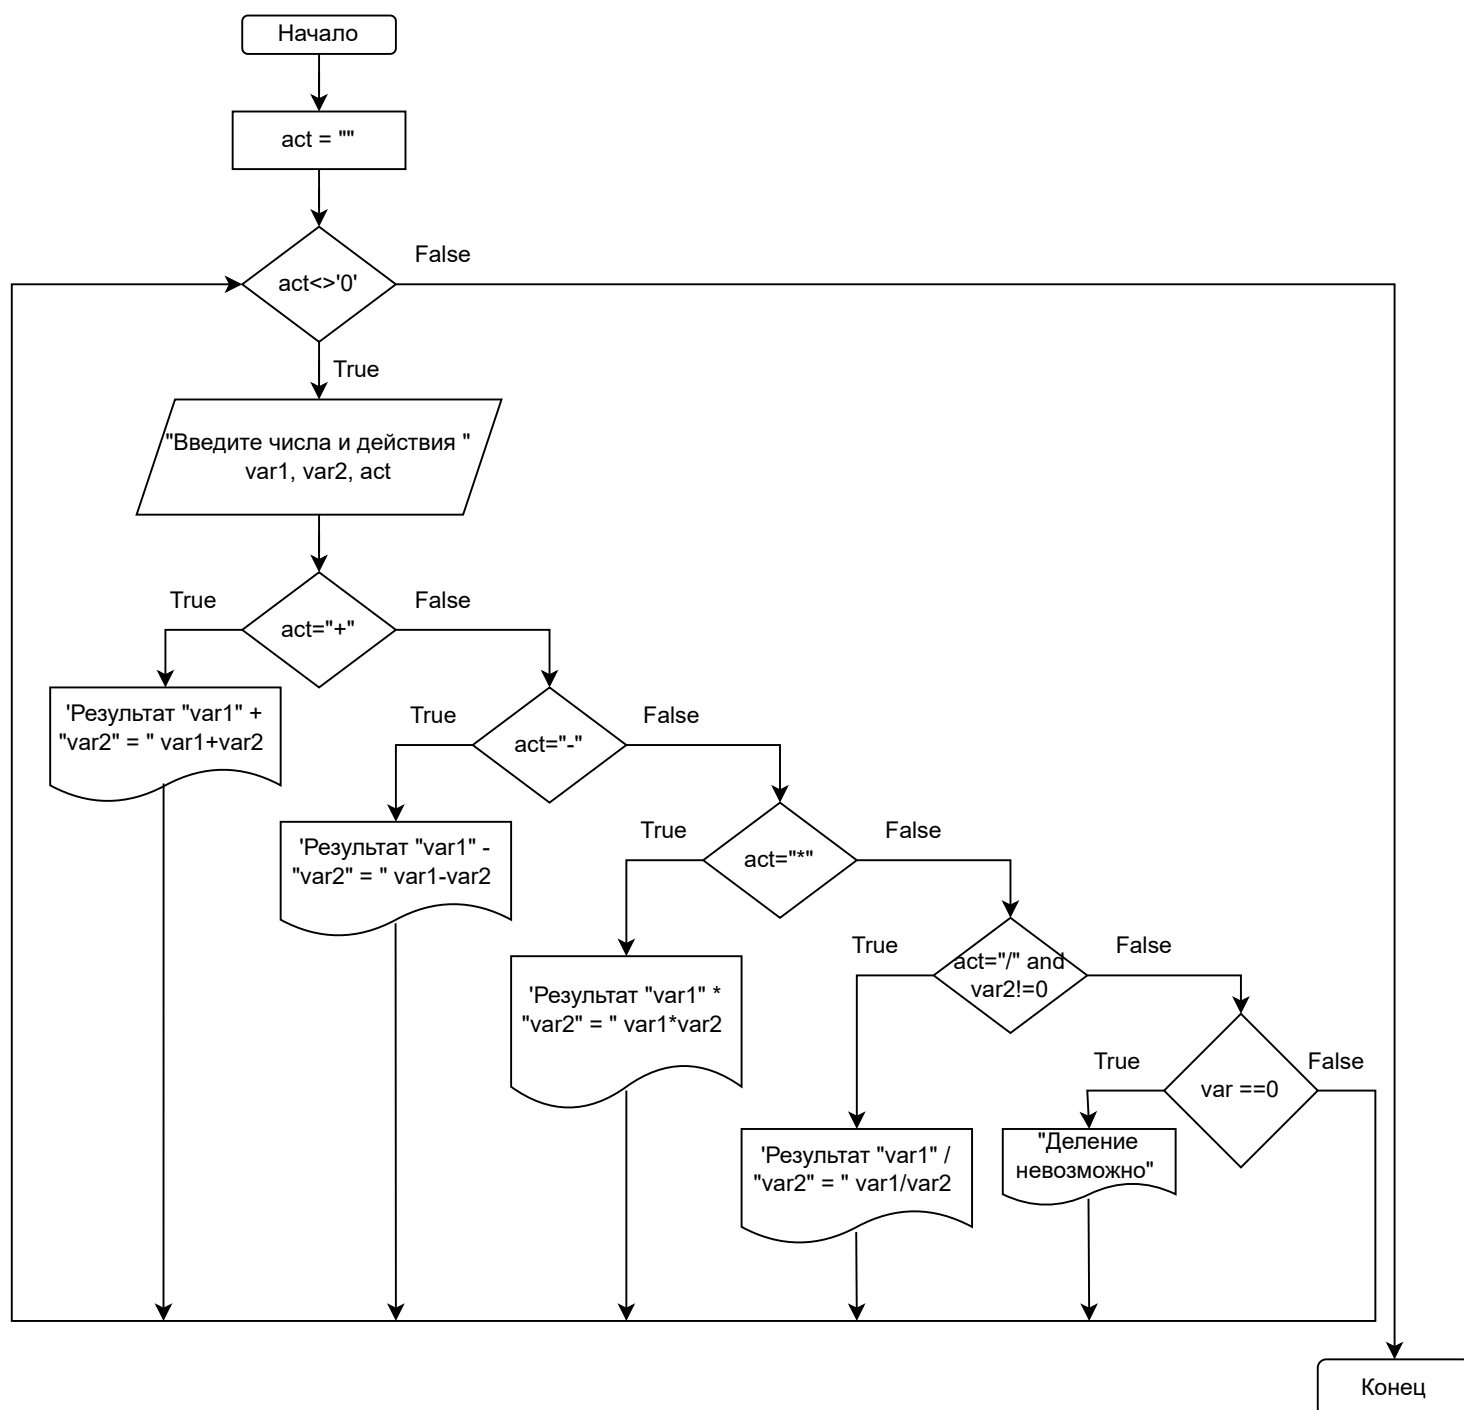 Начало
act = ""
False
act<>'0'
True
"Введите числа и действия "
var1, var2, act
True
False
act="+"
'Результат "var1" +
"var2" = " var1+var2
True
False
act="-"
'Результат "var1" -
"var2" = " var1-var2
True
False
act="*"
'Результат "var1" *
"var2" = " var1*var2
True
False
act="/" and
var2!=0
'Результат "var1" /
"var2" = " var1/var2
True
False
var ==0
"Деление
невозможно"
Конец